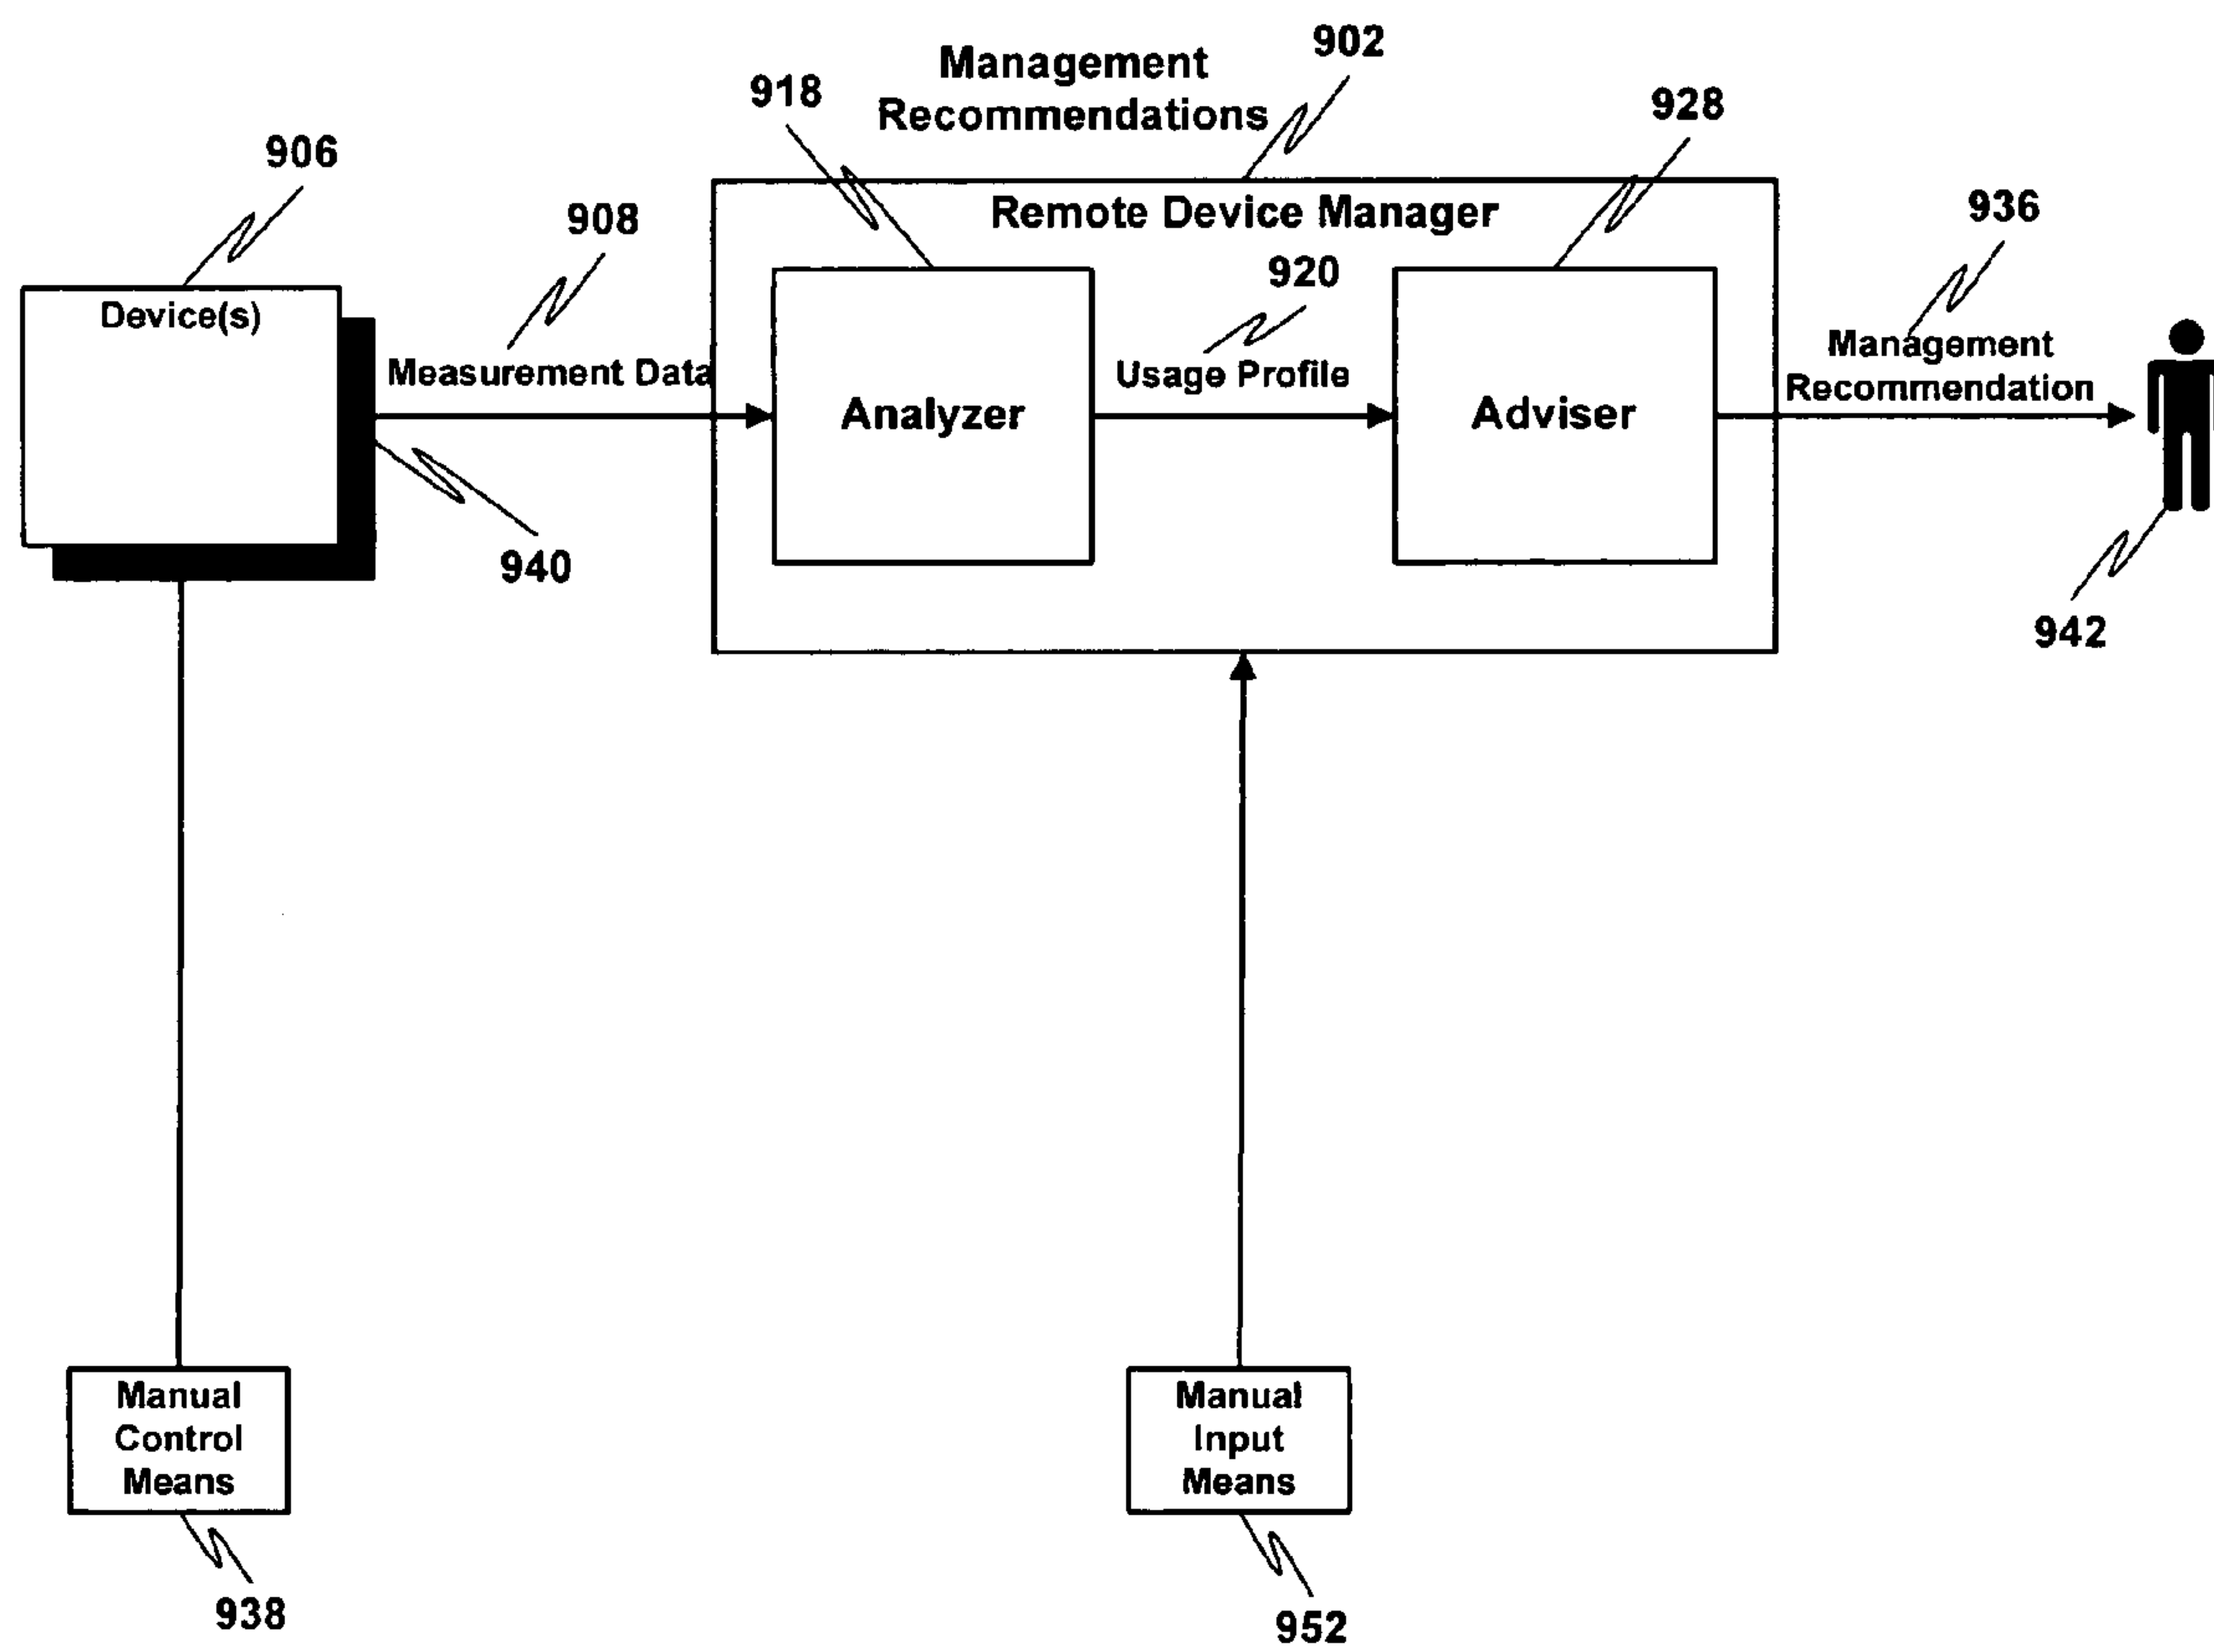 902
Management
Recommendations
918
928
906
936
908
Remote Device Manager
920
Device(s)
Measurement Data
Usage Profile
Management
Recommendation
Analyzer
Adviser
940
942
Manual
Control
Means
Manual
Input
Means
938
952